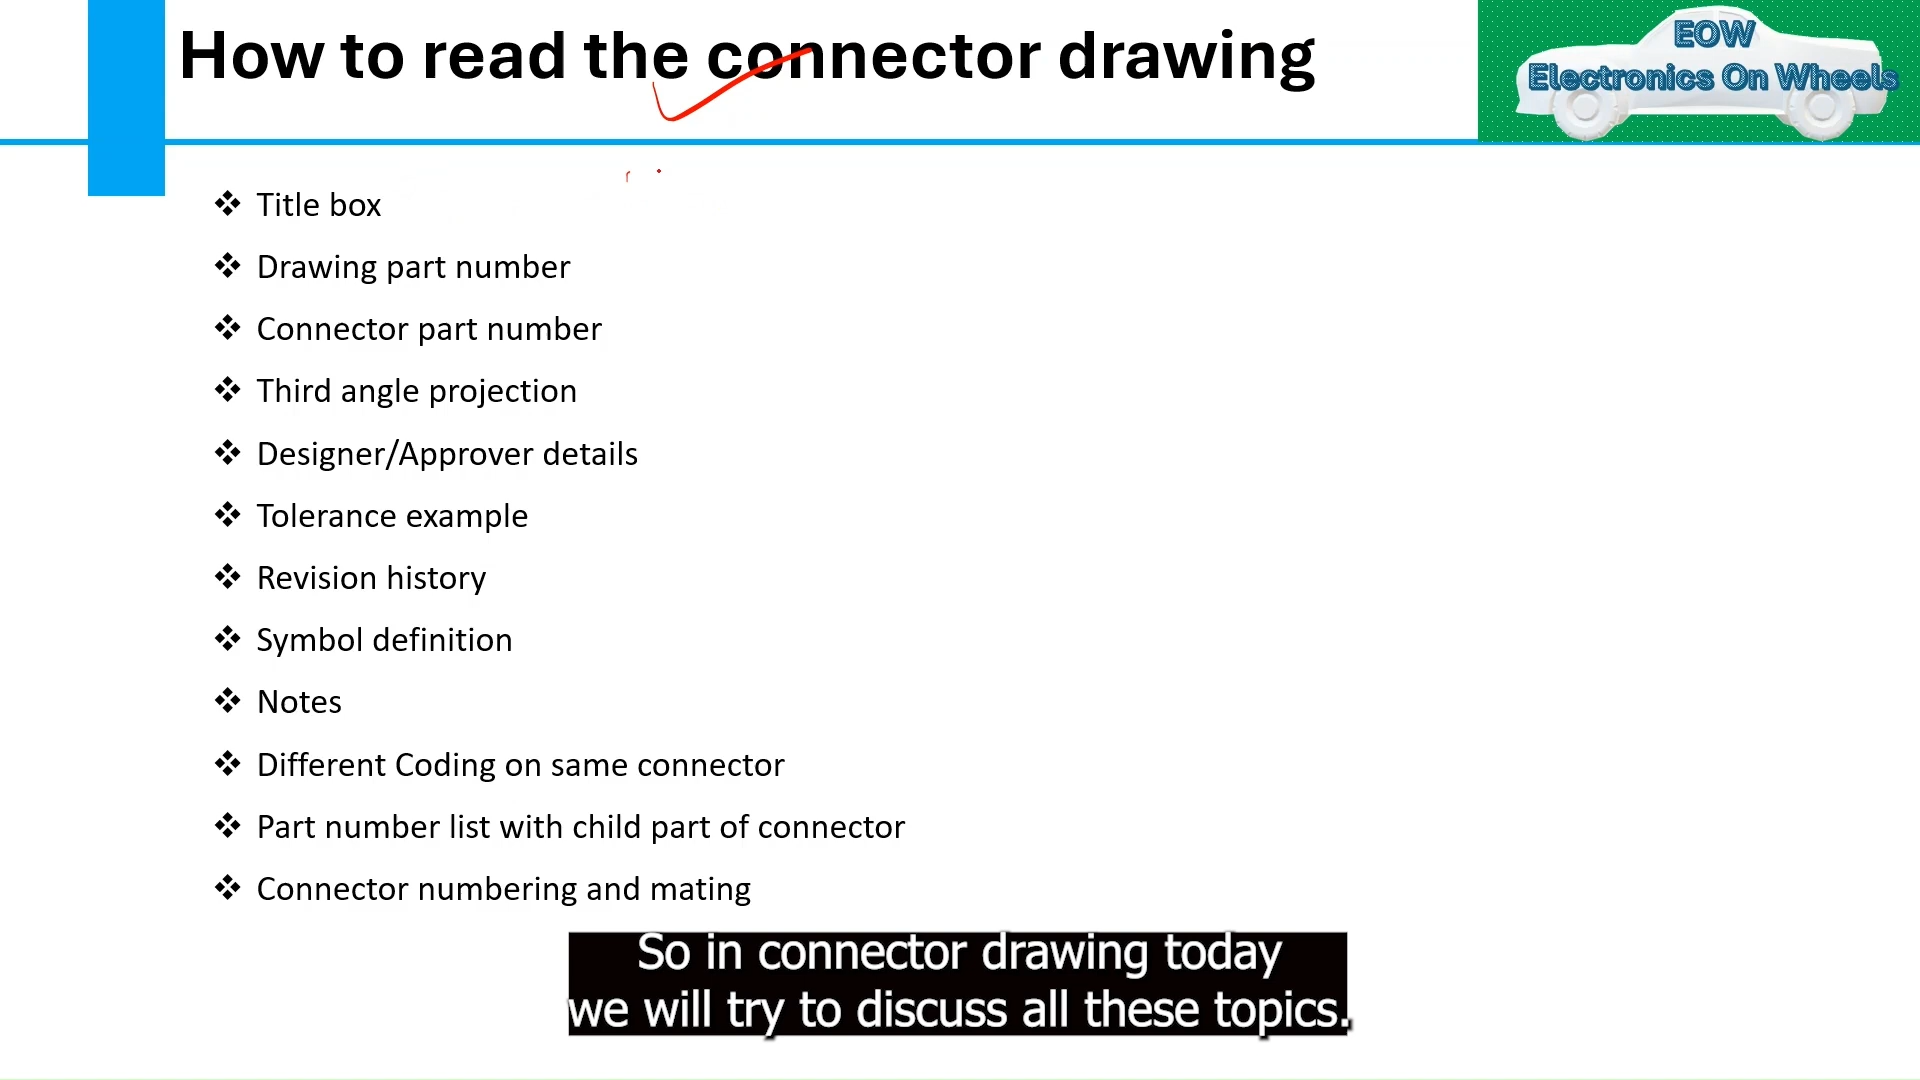 How to read the connector drawing
EOW
Electronics On Wheels
Title box
Drawing part number
Connector part number
Third angle projection
Designer/Approver details
Tolerance example
Revision history
Symbol definition
Notes
Different Coding on same connector
Part number list with child part of connector
Connector numbering and mating
So in connector drawing today
we will try to discuss all these topics.